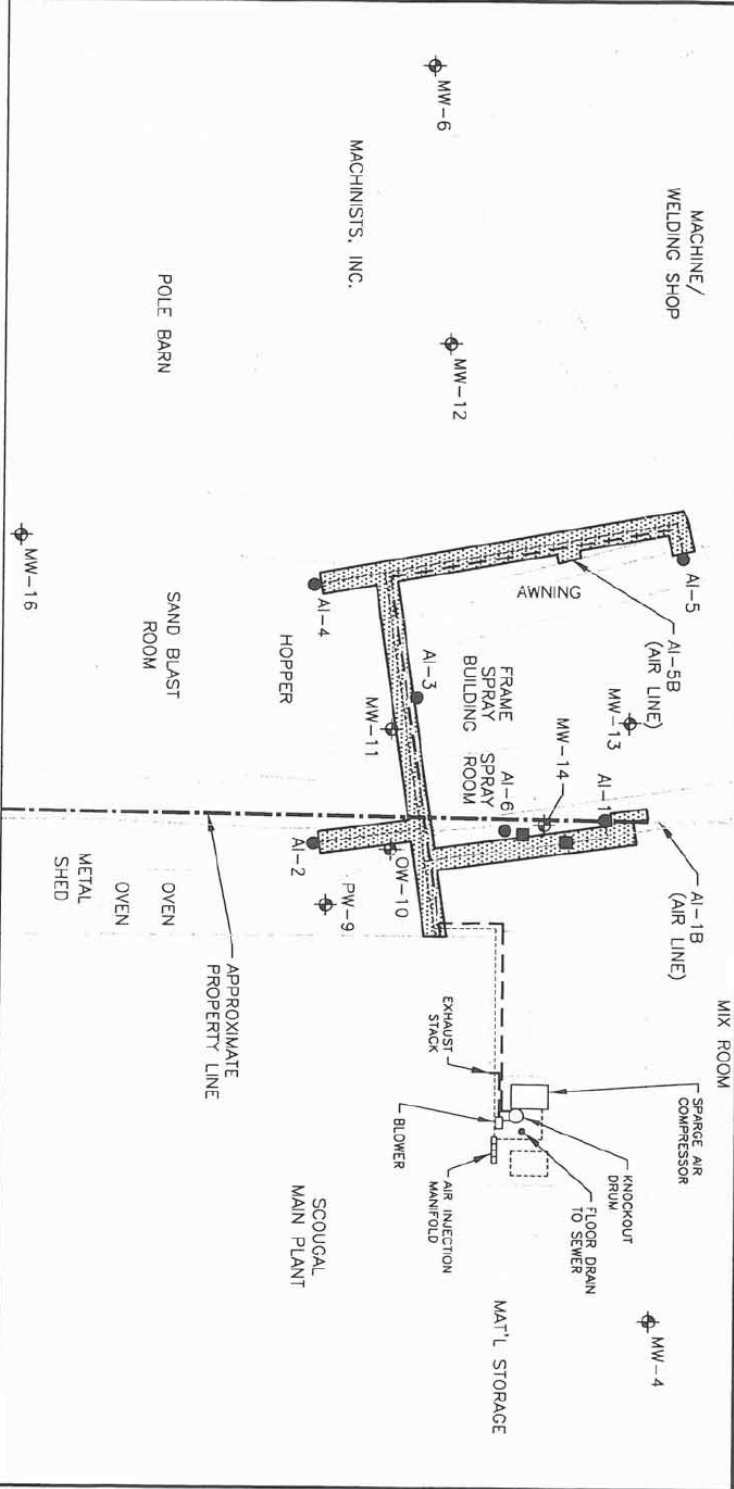 MACHINE/
WELDING SHOP
MW-6
MACHINISTS, INC.
POLE BARN
MW-12
MW-16
AI-5
AI-5B
(AIR LINE)
AWNING
AI-4
SAND BLAST
ROOM
HOPPER
AI-3
MW-11
FRAME
SPRAY
BUILDING
SPRAY
ROOM
MW-13
MW-14
AI-6
AI-1
AI-1B
(AIR LINE)
AI-2
OW-10
PW-9
OVEN
OVEN
METAL
SHED
APPROXIMATE
PROPERTY LINE
MIX ROOM
EXHAUST
STACK
BLOWER
SPARGE AIR
COMPRESSOR
KNOCKOUT
DRUM
FLOOR DRAIN
TO SEWER
AIR INJECTION
MANIFOLD
SCOUGAL
MAIN PLANT
MAT'L STORAGE
MW-4